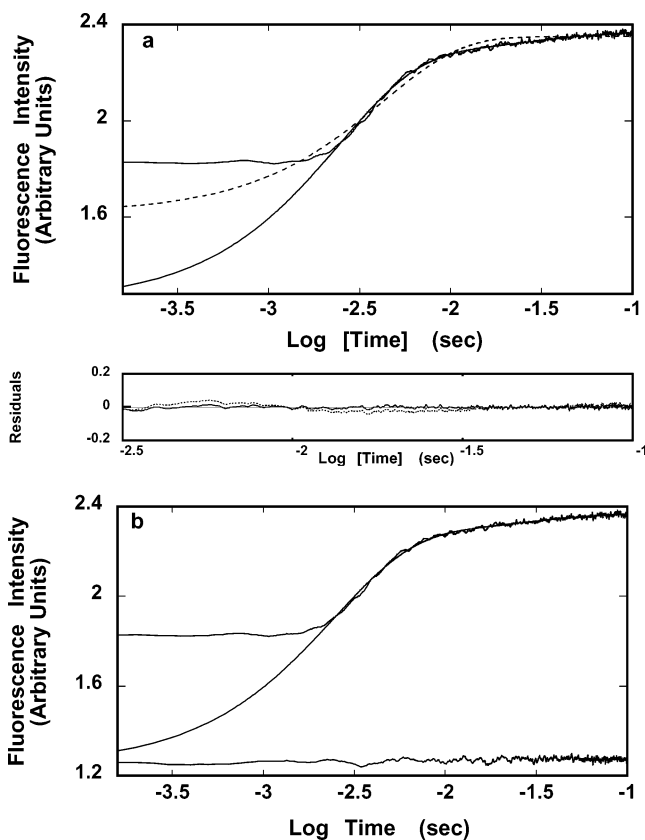 a
Fluorescence Intensity
(Arbitrary Units)
2.4
2
1.6
-3.5 -3 -2.5 -2 -1.5 -1
Log [Time] (sec)
Residuals
0.2
0
-0.2
-2.5 -2 -1.5 -1
Log [Time] (sec)
b
Fluorescence Intensity
(Arbitrary Units)
2.4
2
1.6
1.2
-3.5 -3 -2.5 -2 -1.5 -1
Log Time (sec)